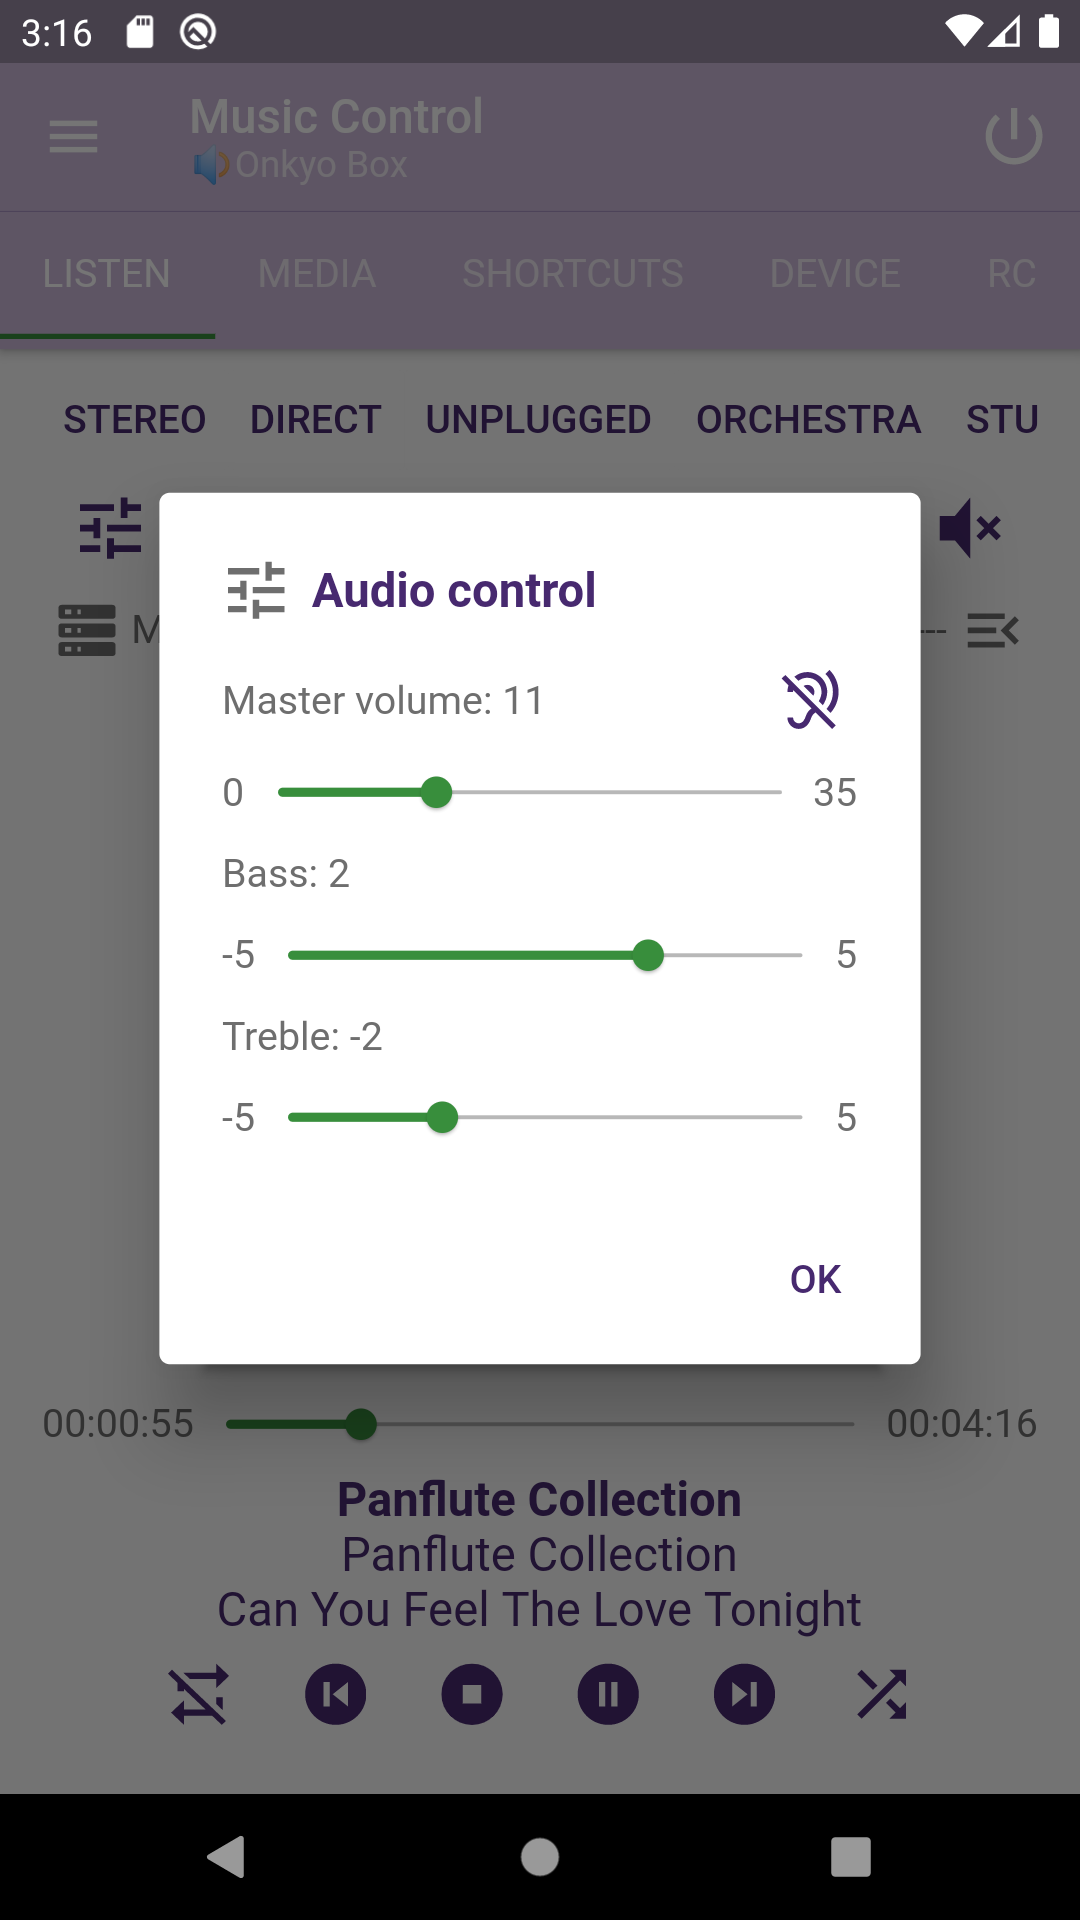 3:16
Music Control
Onkyo Box
LISTEN MEDIA SHORTCUTS DEVICE RC
STEREO DIRECT UNPLUGGED ORCHESTRA STU
M ---
Audio control
Master volume: 11
0 35
Bass: 2
-5 5
Treble: -2
-5 5
OK
00:00:55 00:04:16
Panflute Collection
Panflute Collection
Can You Feel The Love Tonight